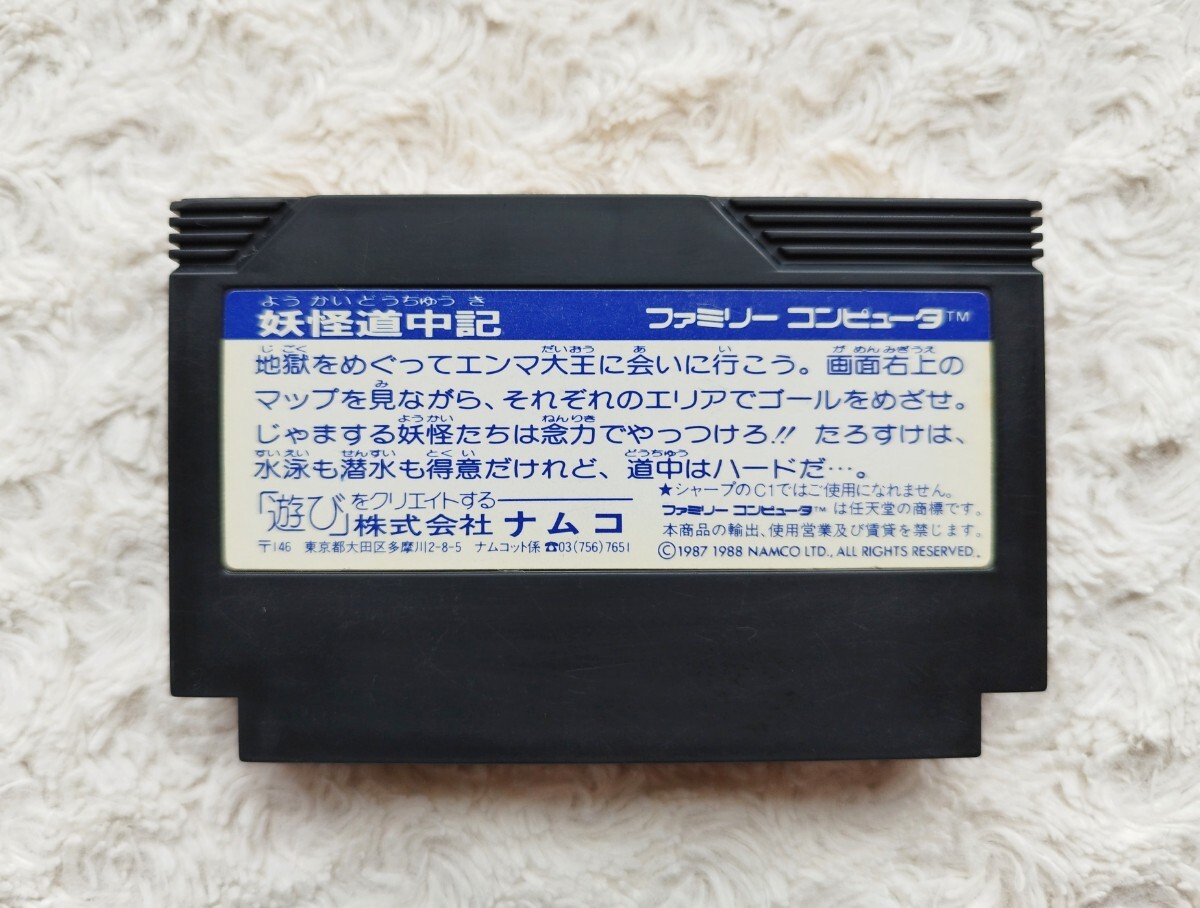 よう かい どうちゅう き
妖怪道中記 ファミリー コンピュータ™
じ ごく だいおう あ い が めん みぎうえ
地獄をめぐってエンマ大王に会いに行こう。画面右上の
み
マップを見ながら、それぞれのエリアでゴールをめざせ。
ようかい ねんりき
じゃまする妖怪たちは念力でやっつけろ!! たろすけは、
すいえい せんすい とくい どうちゅう
水泳も潜水も得意だけれど、道中はハードだ…。
「遊び」をクリエイトする
株式会社 ナムコ
〒146 東京都大田区多摩川2-8-5 ナムコット係 ☎03(756)7651
★シャープのC1ではご使用になれません。
ファミリー コンピュータ™ は任天堂の商標です。
本商品の輸出、使用営業及び賃貸を禁じます。
©1987 1988 NAMCO LTD., ALL RIGHTS RESERVED.